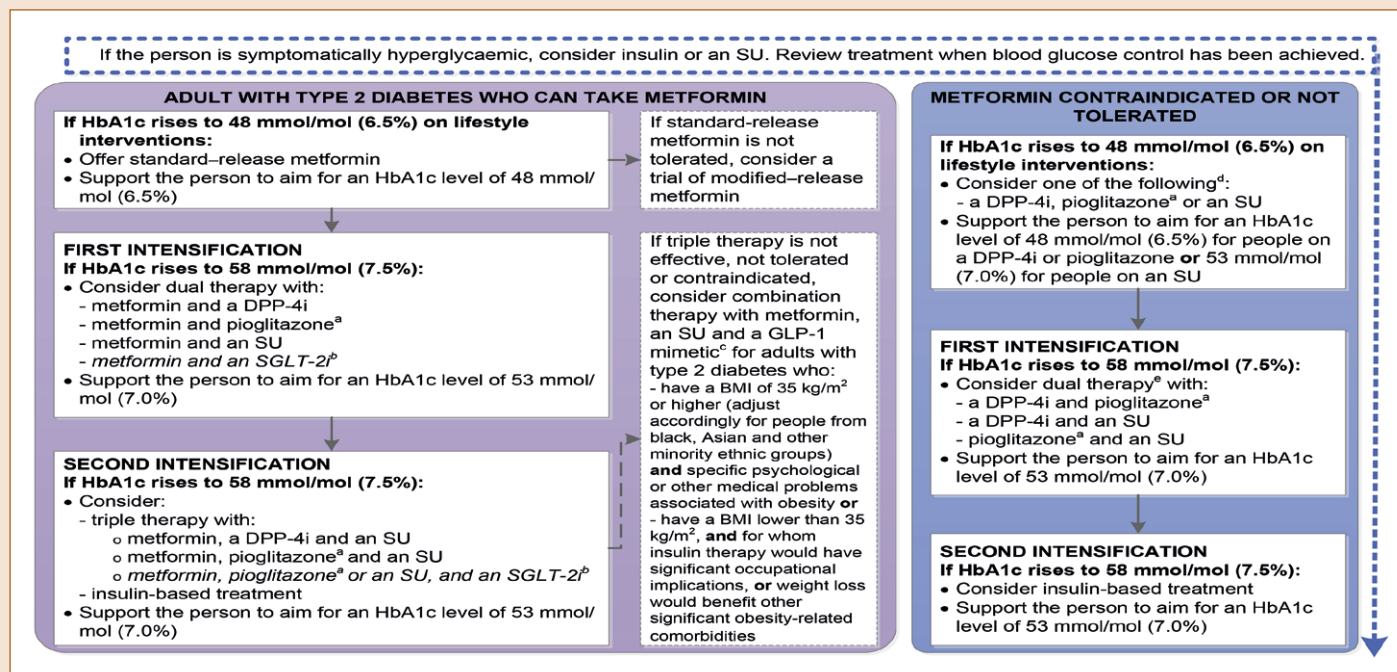 If the person is symptomatically hyperglycaemic, consider insulin or an SU. Review treatment when blood glucose control has been achieved.
ADULT WITH TYPE 2 DIABETES WHO CAN TAKE METFORMIN
If HbA1c rises to 48 mmol/mol (6.5%) on lifestyle
interventions:
• Offer standard–release metformin
• Support the person to aim for an HbA1c level of 48 mmol/
mol (6.5%)
If standard-release
metformin is not
tolerated, consider a
trial of modified–release
metformin
FIRST INTENSIFICATION
If HbA1c rises to 58 mmol/mol (7.5%):
• Consider dual therapy with:
- metformin and a DPP-4i
- metformin and pioglitazoneᵃ
- metformin and an SU
- metformin and an SGLT-2iᵇ
• Support the person to aim for an HbA1c level of 53 mmol/
mol (7.0%)
SECOND INTENSIFICATION
If HbA1c rises to 58 mmol/mol (7.5%):
• Consider:
- triple therapy with:
o metformin, a DPP-4i and an SU
o metformin, pioglitazoneᵃ and an SU
o metformin, pioglitazoneᵃ or an SU, and an SGLT-2iᵇ
- insulin-based treatment
• Support the person to aim for an HbA1c level of 53 mmol/
mol (7.0%)
If triple therapy is not
effective, not tolerated
or contraindicated,
consider combination
therapy with metformin,
an SU and a GLP-1
mimeticᶜ for adults with
type 2 diabetes who:
- have a BMI of 35 kg/m²
or higher (adjust
accordingly for people from
black, Asian and other
minority ethnic groups)
and specific psychological
or other medical problems
associated with obesity or
- have a BMI lower than 35
kg/m², and for whom
insulin therapy would have
significant occupational
implications, or weight loss
would benefit other
significant obesity-related
comorbidities
METFORMIN CONTRAINDICATED OR NOT
TOLERATED
If HbA1c rises to 48 mmol/mol (6.5%) on
lifestyle interventions:
• Consider one of the followingᵈ:
- a DPP-4i, pioglitazoneᵃ or an SU
• Support the person to aim for an HbA1c
level of 48 mmol/mol (6.5%) for people on
a DPP-4i or pioglitazone or 53 mmol/mol
(7.0%) for people on an SU
FIRST INTENSIFICATION
If HbA1c rises to 58 mmol/mol (7.5%):
• Consider dual therapyᵉ with:
- a DPP-4i and pioglitazoneᵃ
- a DPP-4i and an SU
- pioglitazoneᵃ and an SU
• Support the person to aim for an HbA1c
level of 53 mmol/mol (7.0%)
SECOND INTENSIFICATION
If HbA1c rises to 58 mmol/mol (7.5%):
• Consider insulin-based treatment
• Support the person to aim for an HbA1c
level of 53 mmol/mol (7.0%)